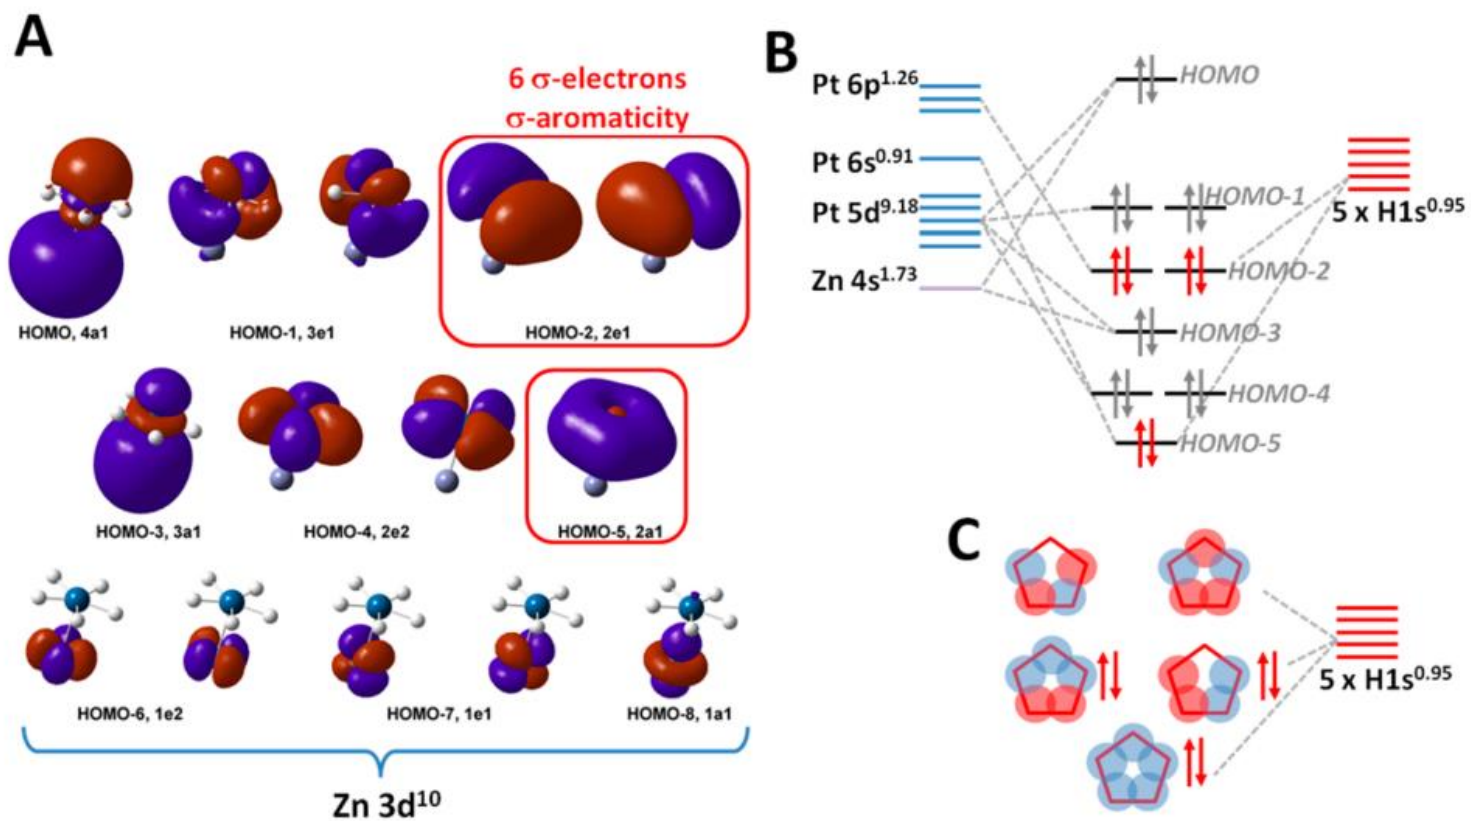 A
6 σ-electrons
σ-aromaticity
HOMO, 4a1
HOMO-1, 3e1
HOMO-2, 2e1
HOMO-3, 3a1
HOMO-4, 2e2
HOMO-5, 2a1
HOMO-6, 1e2
HOMO-7, 1e1
HOMO-8, 1a1
Zn 3d¹⁰
B
Pt 6p¹·²⁶
Pt 6s⁰·⁹¹
Pt 5d⁹·¹⁸
Zn 4s¹·⁷³
HOMO
HOMO-1
HOMO-2
HOMO-3
HOMO-4
HOMO-5
5 x H1s⁰·⁹⁵
C
5 x H1s⁰·⁹⁵